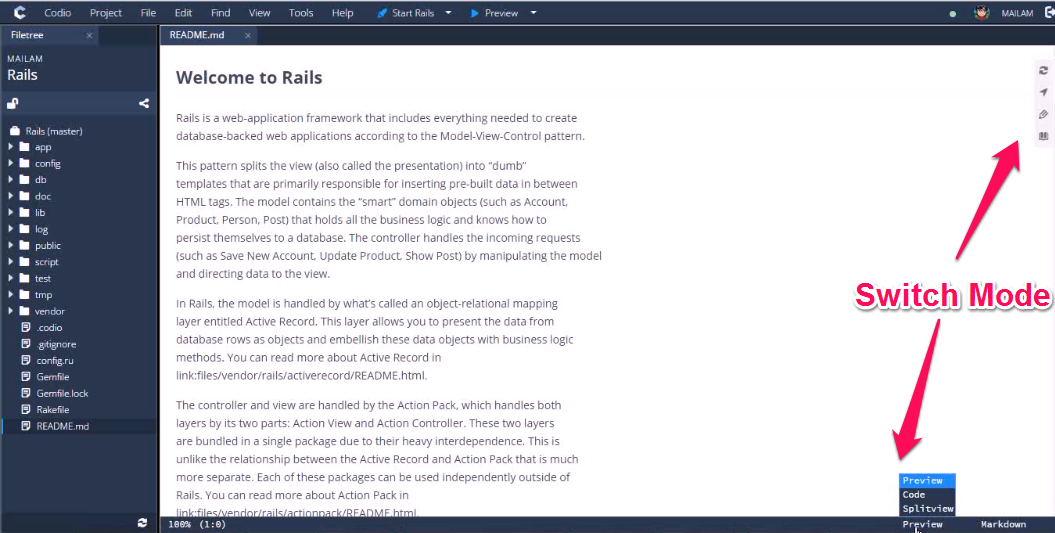 Codio Project File Edit Find View Tools Help Start Rails Preview MAILAM
Filetree
README.md
MAILAM
Rails
Rails (master)
app
config
db
doc
lib
log
public
script
test
tmp
vendor
.codio
.gitignore
config.ru
Gemfile
Gemfile.lock
Rakefile
README.md
Welcome to Rails
Rails is a web-application framework that includes everything needed to create
database-backed web applications according to the Model-View-Control pattern.
This pattern splits the view (also called the presentation) into “dumb”
templates that are primarily responsible for inserting pre-built data in between
HTML tags. The model contains the “smart” domain objects (such as Account,
Product, Person, Post) that holds all the business logic and knows how to
persist themselves to a database. The controller handles the incoming requests
(such as Save New Account, Update Product, Show Post) by manipulating the model
and directing data to the view.
In Rails, the model is handled by what’s called an object-relational mapping
layer entitled Active Record. This layer allows you to present the data from
database rows as objects and embellish these data objects with business logic
methods. You can read more about Active Record in
link:files/vendor/rails/activerecord/README.html.
The controller and view are handled by the Action Pack, which handles both
layers by its two parts: Action View and Action Controller. These two layers
are bundled in a single package due to their heavy interdependence. This is
unlike the relationship between the Active Record and Action Pack that is much
more separate. Each of these packages can be used independently outside of
Rails. You can read more about Action Pack in
link:files/vendor/rails/actionpack/README.html.
Switch Mode
Preview
Code
Splitview
100% (1:0) Preview Markdown